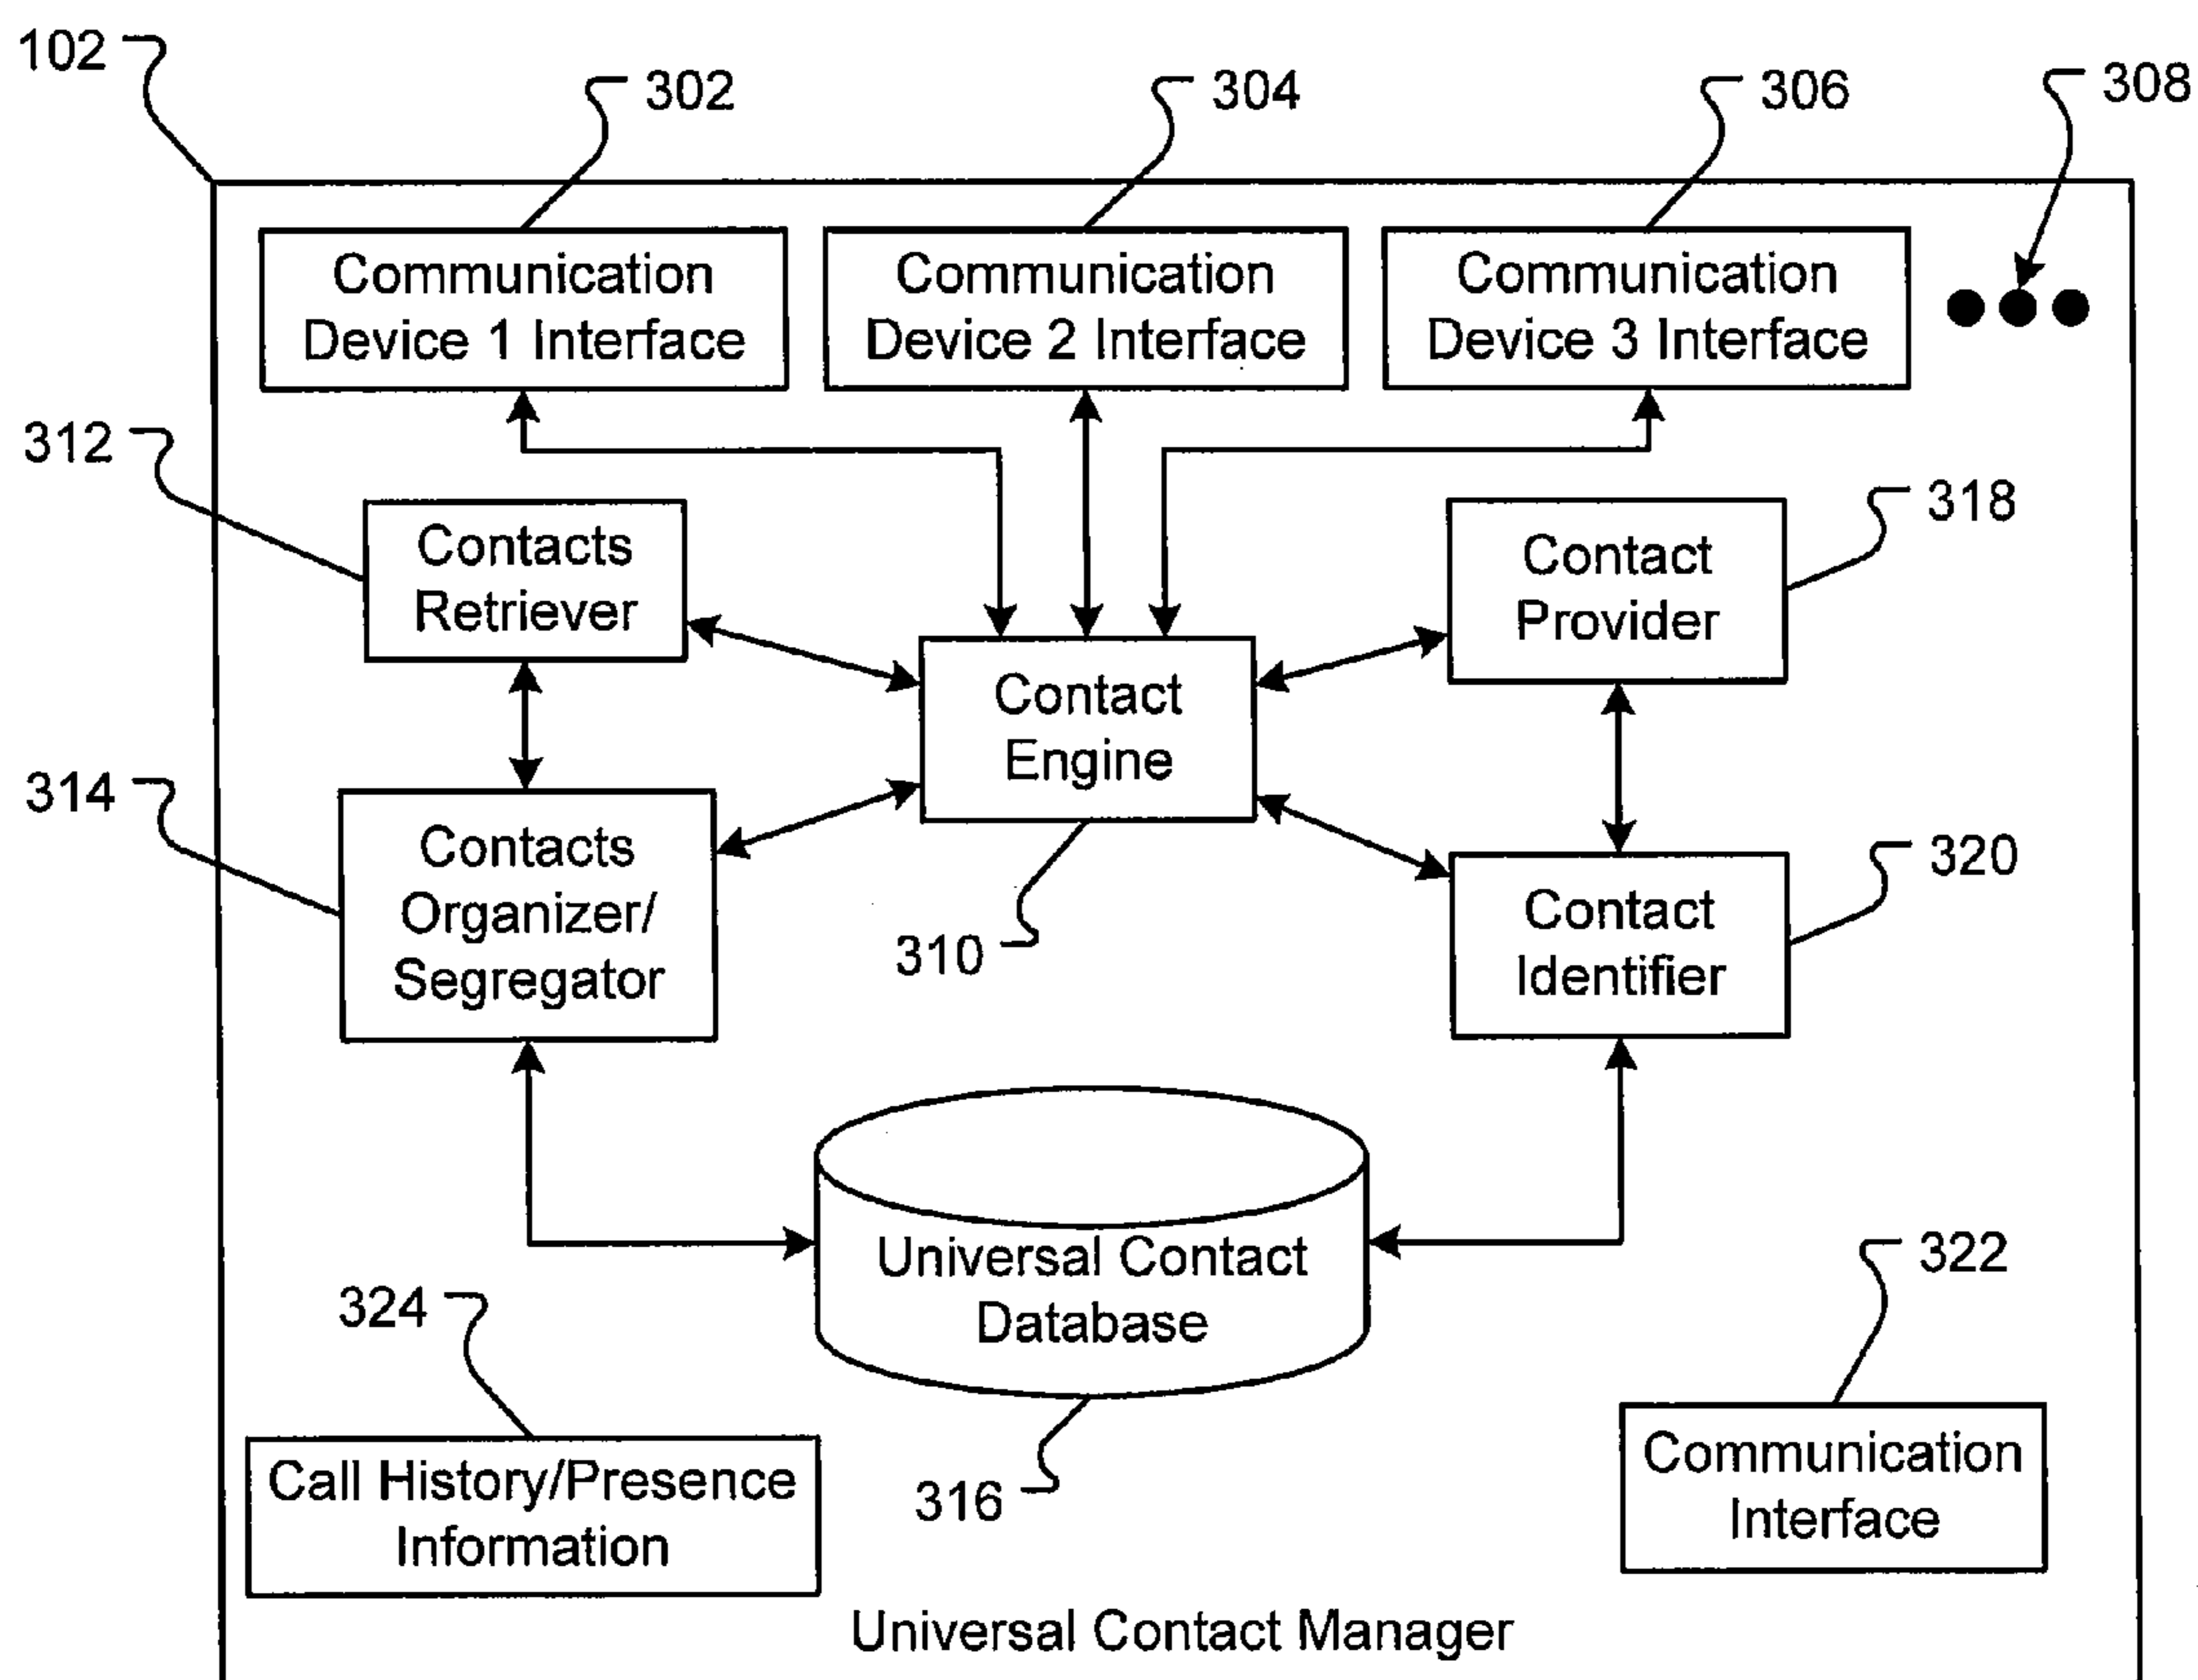 102
302
304
306
308
Communication
Device 1 Interface
Communication
Device 2 Interface
Communication
Device 3 Interface
312
Contacts
Retriever
318
Contact
Provider
Contact
Engine
310
314
Contacts
Organizer/
Segregator
320
Contact
Identifier
Universal Contact
Database
316
324
Call History/Presence
Information
322
Communication
Interface
Universal Contact Manager